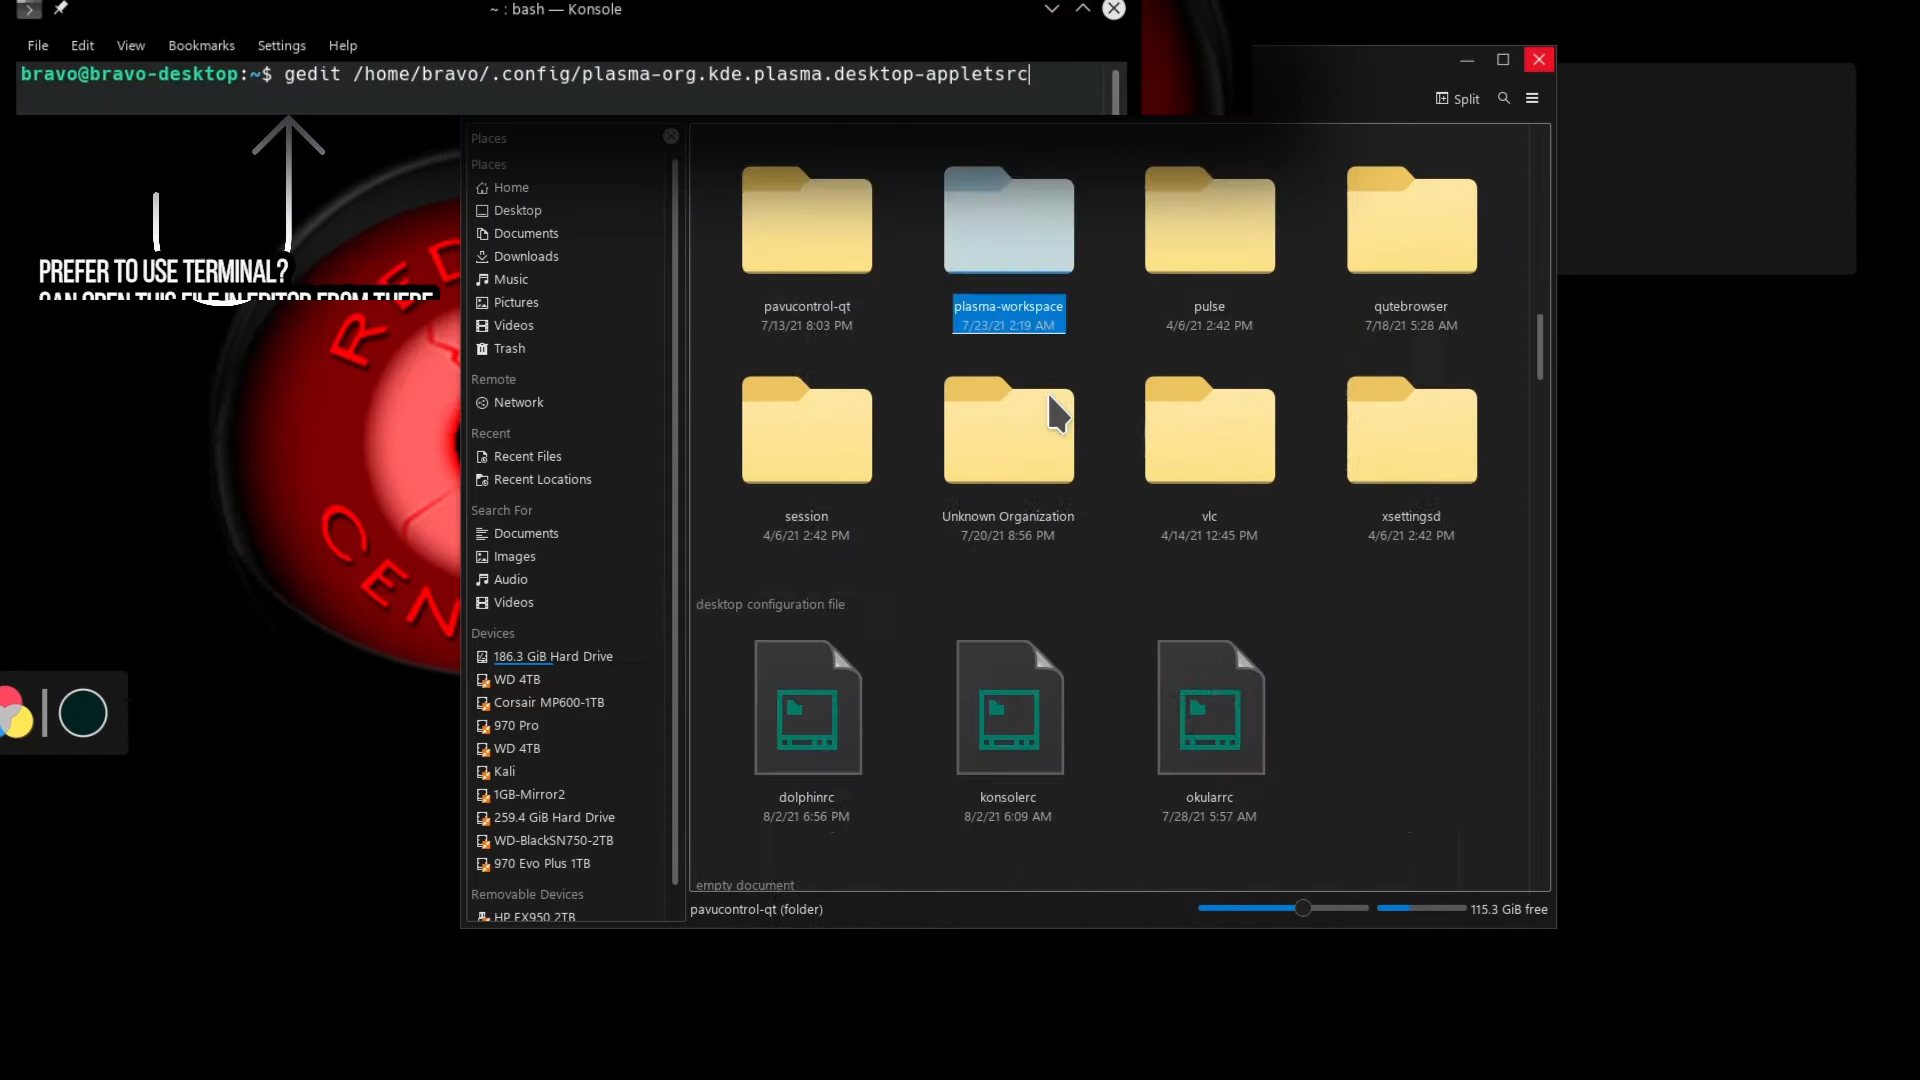 ~ : bash — Konsole
File Edit View Bookmarks Settings Help
bravo@bravo-desktop:~$ gedit /home/bravo/.config/plasma-org.kde.plasma.desktop-appletsrc
Split
PREFER TO USE TERMINAL?
CAN OPEN THIS FILE IN EDITOR FROM THERE
RED
CEN
Places
Places
Home
Desktop
Documents
Downloads
Music
Pictures
Videos
Trash
Remote
Network
Recent
Recent Files
Recent Locations
Search For
Documents
Images
Audio
Videos
Devices
186.3 GiB Hard Drive
WD 4TB
Corsair MP600-1TB
970 Pro
WD 4TB
Kali
1GB-Mirror2
259.4 GiB Hard Drive
WD-BlackSN750-2TB
970 Evo Plus 1TB
Removable Devices
HP EX950 2TB
pavucontrol-qt plasma-workspace pulse qutebrowser
7/13/21 8:03 PM 7/23/21 2:19 AM 4/6/21 2:42 PM 7/18/21 5:28 AM
session Unknown Organization vlc xsettingsd
4/6/21 2:42 PM 7/20/21 8:56 PM 4/14/21 12:45 PM 4/6/21 2:42 PM
desktop configuration file
dolphinrc konsolerc okularrc
8/2/21 6:56 PM 8/2/21 6:09 AM 7/28/21 5:57 AM
empty document
pavucontrol-qt (folder)
115.3 GiB free